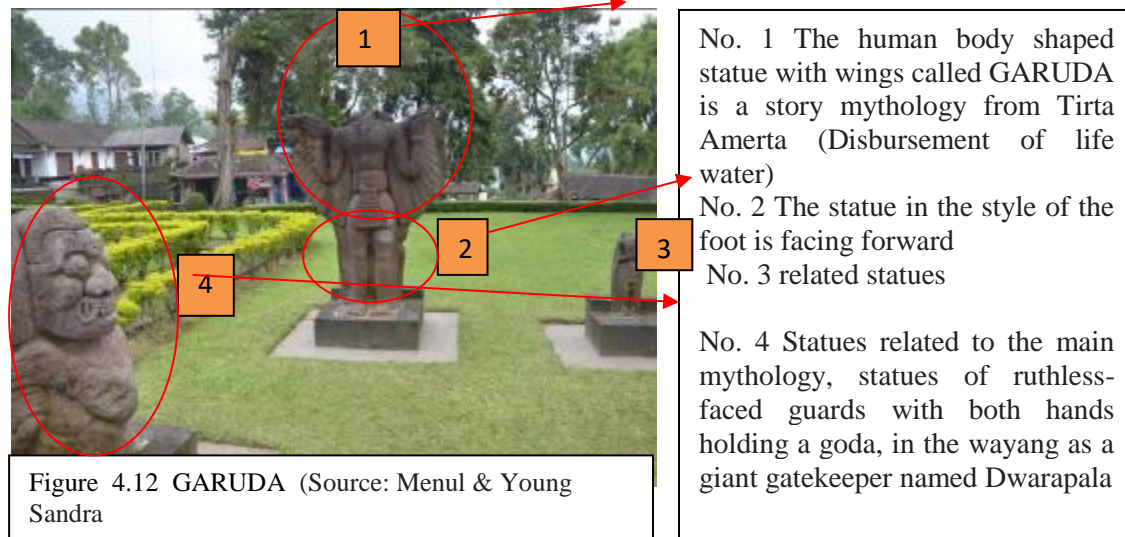 1
2
3
4
No. 1 The human body shaped
statue with wings called GARUDA
is a story mythology from Tirta
Amerta (Disbursement of life
water)
No. 2 The statue in the style of the
foot is facing forward
No. 3 related statues
No. 4 Statues related to the main
mythology, statues of ruthless-
faced guards with both hands
holding a goda, in the wayang as a
giant gatekeeper named Dwarapala
Figure 4.12 GARUDA (Source: Menul & Young
Sandra